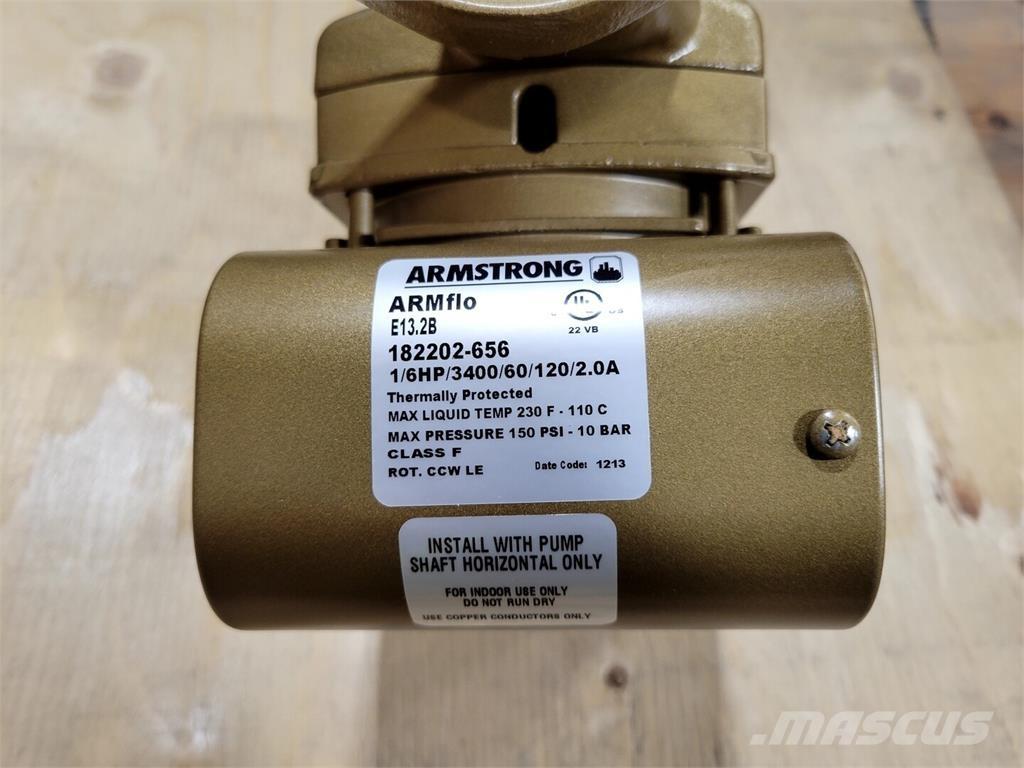 ARMSTRONG
ARMflo
E13.2B
22 VB
182202-656
1/6HP/3400/60/120/2.0A
Thermally Protected
MAX LIQUID TEMP 230 F - 110 C
MAX PRESSURE 150 PSI - 10 BAR
CLASS F
ROT. CCW LE Date Code: 1213
INSTALL WITH PUMP
SHAFT HORIZONTAL ONLY
FOR INDOOR USE ONLY
DO NOT RUN DRY
USE COPPER CONDUCTORS ONLY
MASCUS